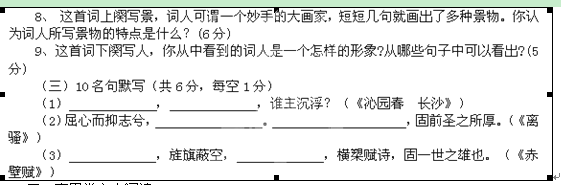 8、 这首词上阕写景，词人可谓一个妙手的大画家，短短几句就画出了多种景物。你认
为词人所写景物的特点是什么？(6分)
9、这首词下阕写人，你从中看到的词人是一个怎样的形象?从哪些句子中可以看出?(5
分)
（三）10名句默写（共6分，每空1分）
（1）____________，____________，谁主沉浮？（《沁园春 长沙》）
（2)屈心而抑志兮，______________。__________________,固前圣之所厚。(《离
骚》）
（3）____________，旌旗蔽空，____________，横槊赋诗，固一世之雄也。（《赤
壁赋》）